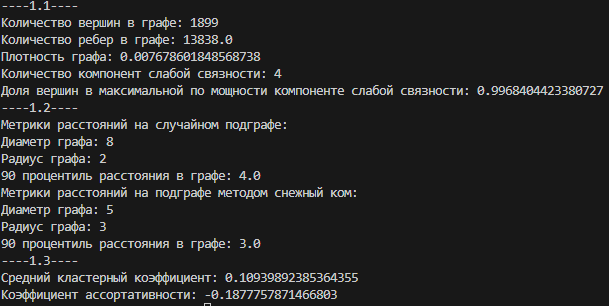 ----1.1----
Количество вершин в графе: 1899
Количество ребер в графе: 13838.0
Плотность графа: 0.007678601848568738
Количество компонент слабой связности: 4
Доля вершин в максимальной по мощности компоненте слабой связности: 0.9968404423380727
----1.2----
Метрики расстояний на случайном подграфе:
Диаметр графа: 8
Радиус графа: 2
90 процентиль расстояния в графе: 4.0
Метрики расстояний на подграфе методом снежный ком:
Диаметр графа: 5
Радиус графа: 3
90 процентиль расстояния в графе: 3.0
----1.3----
Средний кластерный коэффициент: 0.10939892385364355
Коэффициент ассортативности: -0.1877757871466803